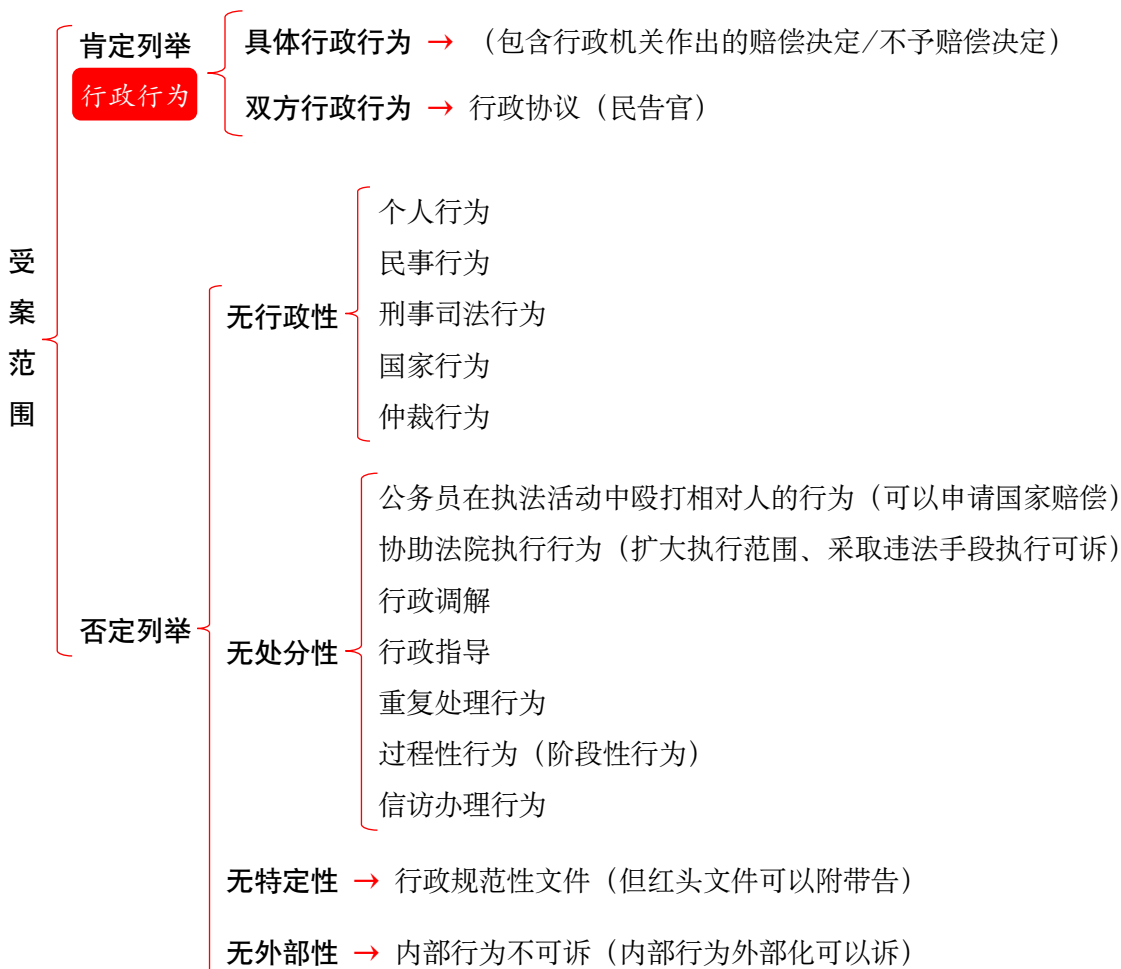 受案范围
肯定列举
行政行为
具体行政行为 → （包含行政机关作出的赔偿决定/不予赔偿决定）
双方行政行为 → 行政协议（民告官）
否定列举
无行政性
个人行为
民事行为
刑事司法行为
国家行为
仲裁行为
无处分性
公务员在执法活动中殴打相对人的行为（可以申请国家赔偿）
协助法院执行行为（扩大执行范围、采取违法手段执行可诉）
行政调解
行政指导
重复处理行为
过程性行为（阶段性行为）
信访办理行为
无特定性 → 行政规范性文件（但红头文件可以附带告）
无外部性 → 内部行为不可诉（内部行为外部化可以诉）